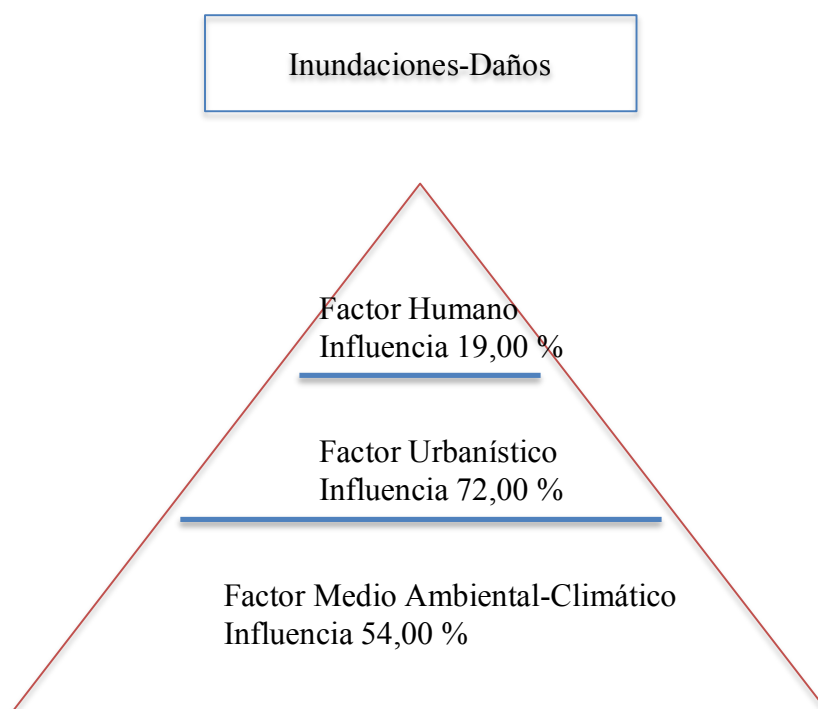 Inundaciones-Daños
Factor Humano
Influencia 19,00 %
Factor Urbanístico
Influencia 72,00 %
Factor Medio Ambiental-Climático
Influencia 54,00 %